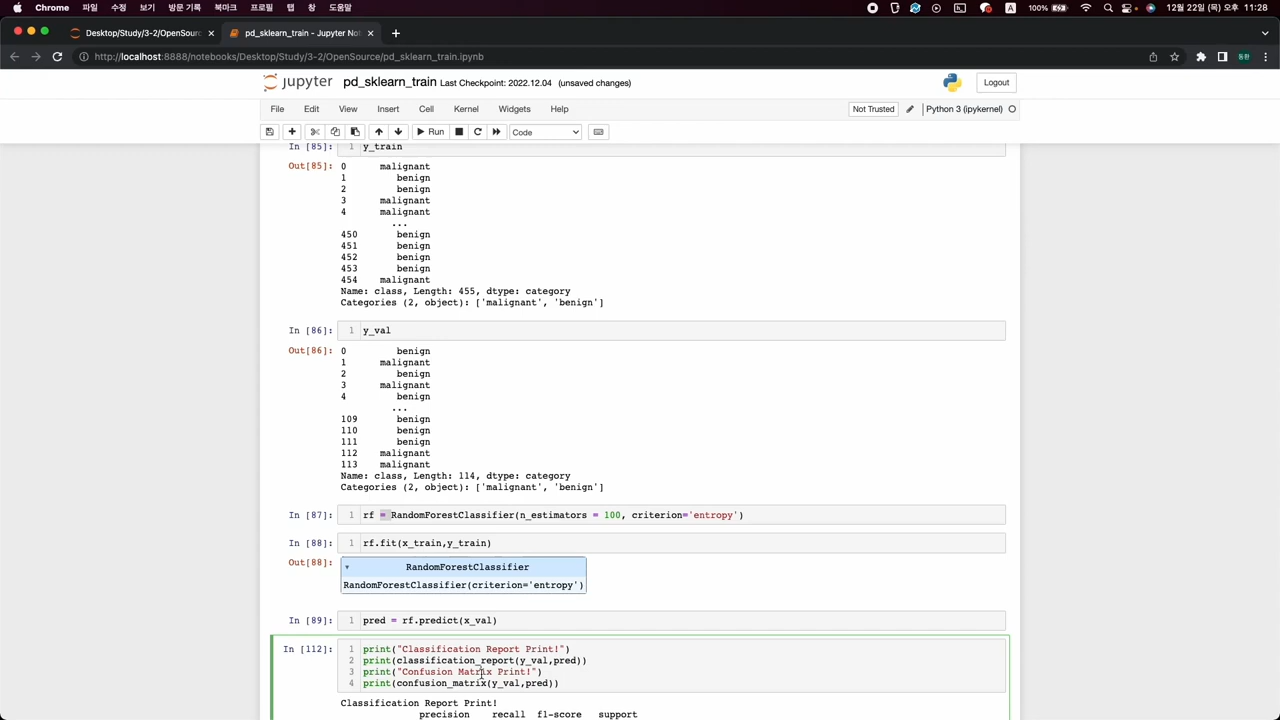 Chrome 파일 수정 보기 방문 기록 북마크 프로필 탭 창 도움말 100% 12월 22일 (목) 오후 11:28
Desktop/Study/3-2/OpenSourc pd_sklearn_train - Jupyter Not
http://localhost:8888/notebooks/Desktop/Study/3-2/OpenSource/pd_sklearn_train.ipynb
jupyter pd_sklearn_train Last Checkpoint: 2022.12.04 (unsaved changes) Logout
File Edit View Insert Cell Kernel Widgets Help Not Trusted Python 3 (ipykernel)
Run Code
In [85]: 1 y_train
Out[85]: 0 malignant
1 benign
2 benign
3 malignant
4 malignant
...
450 benign
451 benign
452 benign
453 benign
454 malignant
Name: class, Length: 455, dtype: category
Categories (2, object): ['malignant', 'benign']
In [86]: 1 y_val
Out[86]: 0 benign
1 malignant
2 benign
3 malignant
4 benign
...
109 benign
110 benign
111 benign
112 malignant
113 malignant
Name: class, Length: 114, dtype: category
Categories (2, object): ['malignant', 'benign']
In [87]: 1 rf = RandomForestClassifier(n_estimators = 100, criterion='entropy')
In [88]: 1 rf.fit(x_train,y_train)
Out[88]: RandomForestClassifier
RandomForestClassifier(criterion='entropy')
In [89]: 1 pred = rf.predict(x_val)
In [112]: 1 print("Classification Report Print!")
2 print(classification_report(y_val,pred))
3 print("Confusion Matrix Print!")
4 print(confusion_matrix(y_val,pred))
Classification Report Print!
precision recall f1-score support